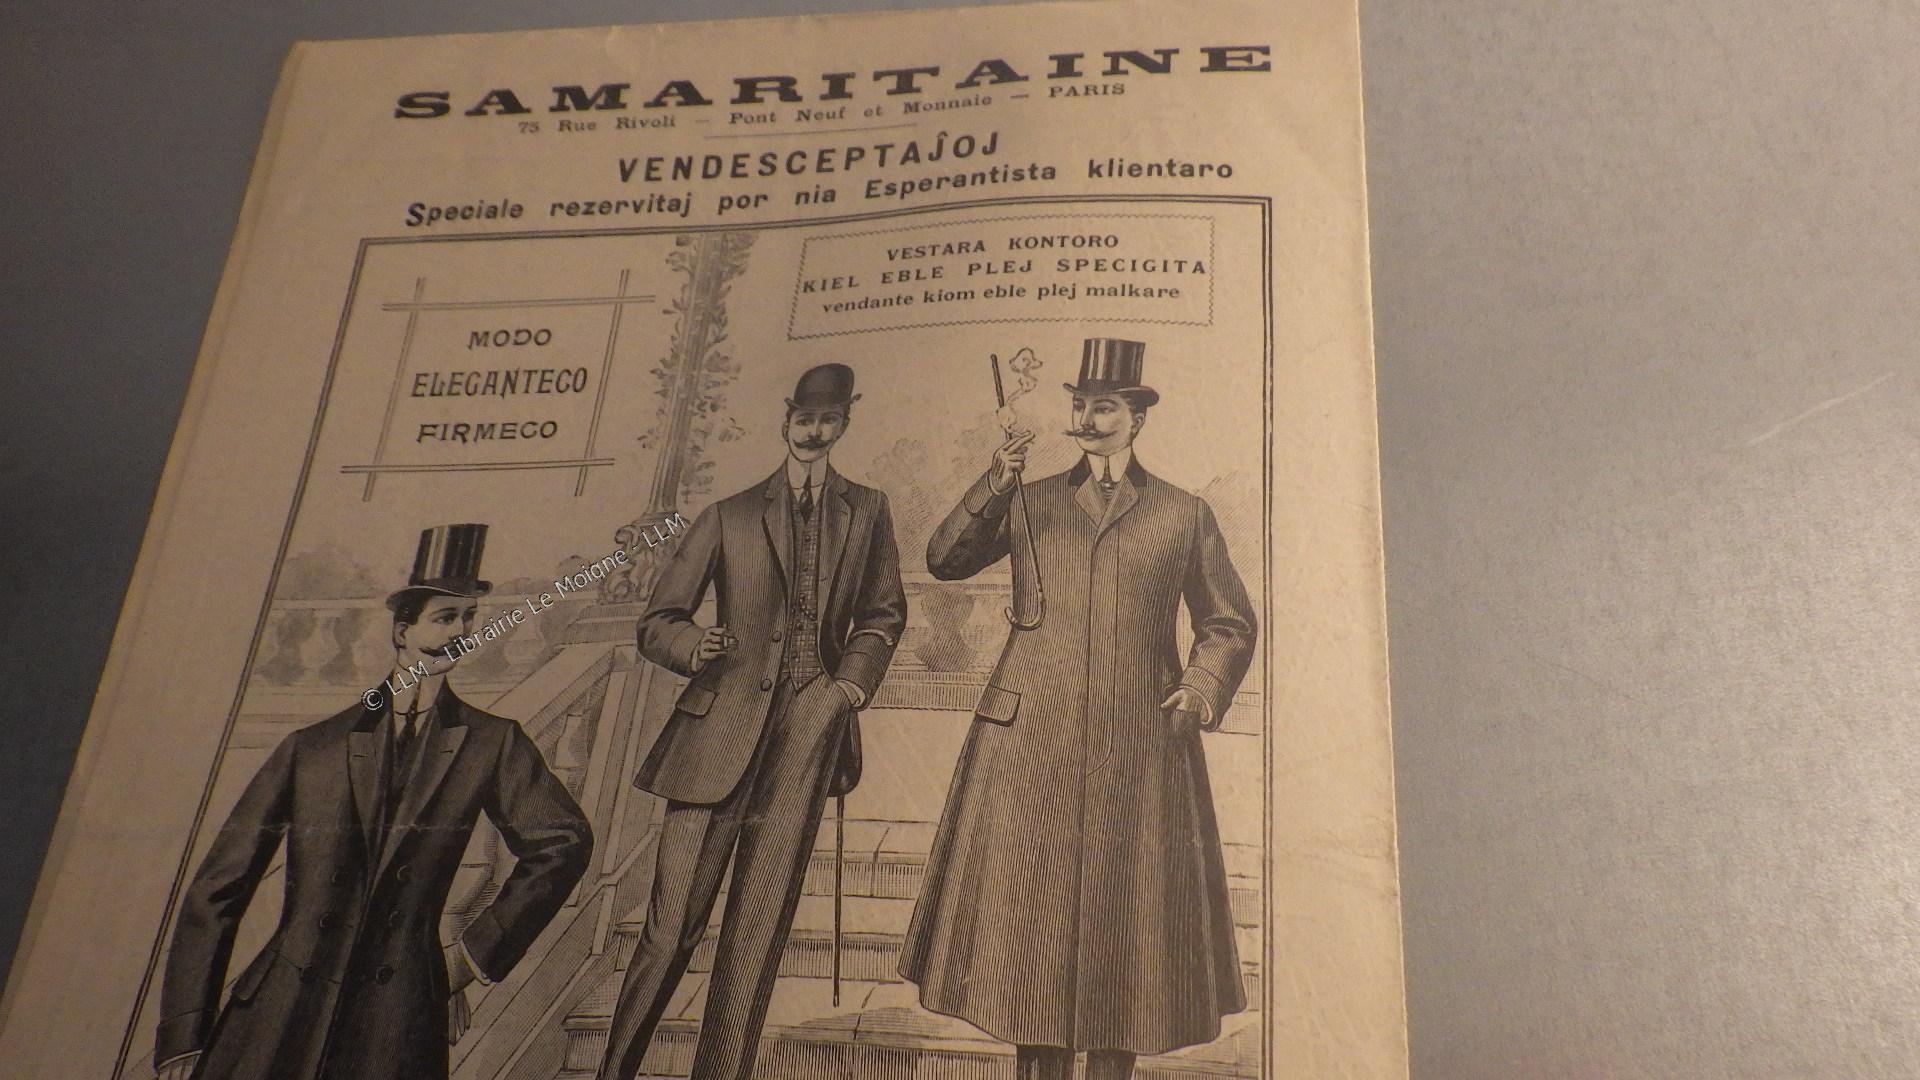 SAMARITAINE
75 Rue Rivoli — Pont Neuf et Monnaie — PARIS
VENDESCEPTAĴOJ
Speciale rezervitaj por nia Esperantista klientaro
VESTARA KONTORO
KIEL EBLE PLEJ SPECIGITA
vendante kiom eble plej malkare
MODO
ELEGANTECO
FIRMECO
© LLM - Librairie Le Moigne - LLM